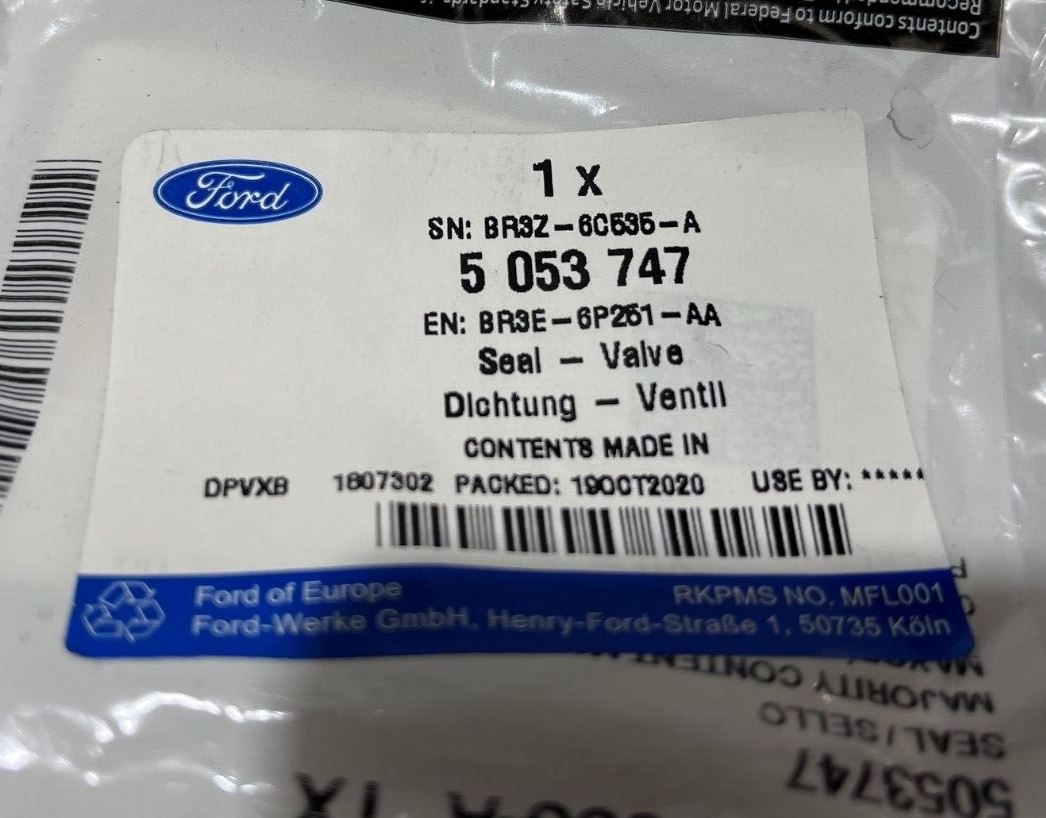 Contents conform to Federal Motor Vehicle Safety Standards
Ford
1 x
SN: BR3Z-6C535-A
5 053 747
EN: BR3E-6P251-AA
Seal - Valve
Dichtung - Ventil
CONTENTS MADE IN
DPVXB 1607302 PACKED: 19OCT2020 USE BY: *****
Ford of Europe RKPMS NO. MFL001
Ford-Werke GmbH, Henry-Ford-Straße 1, 50735 Köln
MAJORITY CONTENT
SEAL/SELLO
5053747
1X